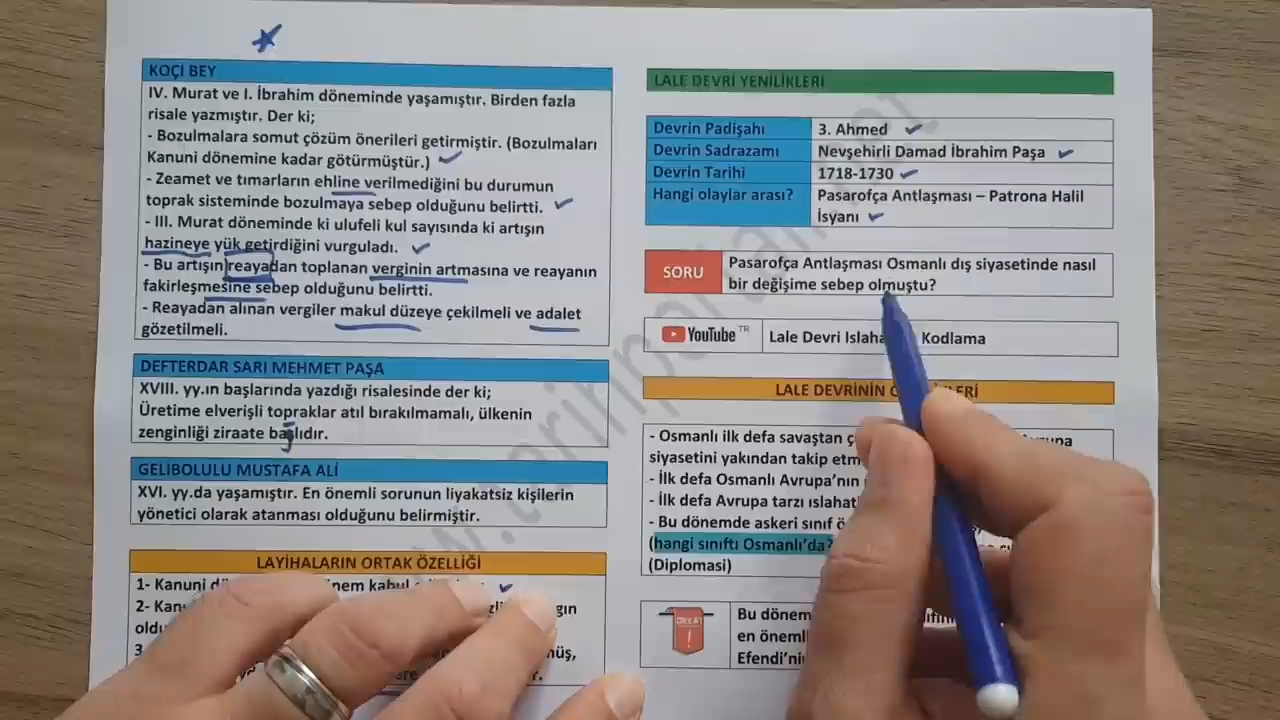 KOÇİ BEY
IV. Murat ve I. İbrahim döneminde yaşamıştır. Birden fazla
risale yazmıştır. Der ki;
- Bozulmalara somut çözüm önerileri getirmiştir. (Bozulmaları
Kanuni dönemine kadar götürmüştür.)
- Zeamet ve tımarların ehline verilmediğini bu durumun
toprak sisteminde bozulmaya sebep olduğunu belirtti.
- III. Murat döneminde ki ulufeli kul sayısında ki artışın
hazineye yük getirdiğini vurguladı.
- Bu artışın reayadan toplanan verginin artmasına ve reayanın
fakirleşmesine sebep olduğunu belirtti.
- Reayadan alınan vergiler makul düzeye çekilmeli ve adalet
gözetilmeli.
DEFTERDAR SARI MEHMET PAŞA
XVIII. yy.ın başlarında yazdığı risalesinde der ki;
Üretime elverişli topraklar atıl bırakılmamalı, ülkenin
zenginliği ziraate bağlıdır.
GELİBOLULU MUSTAFA ALİ
XVI. yy.da yaşamıştır. En önemli sorunun liyakatsiz kişilerin
yönetici olarak atanması olduğunu belirmiştir.
LAYİHALARIN ORTAK ÖZELLİĞİ
1- Kanuni
2-
3
LALE DEVRİ YENİLİKLERİ
Devrin Padişahı 3. Ahmed
Devrin Sadrazamı Nevşehirli Damad İbrahim Paşa
Devrin Tarihi 1718-1730
Hangi olaylar arası? Pasarofça Antlaşması – Patrona Halil
İsyanı
SORU Pasarofça Antlaşması Osmanlı dış siyasetinde nasıl
bir değişime sebep olmuştu?
YouTube TR Lale Devri Kodlama
LALE DEVRİNİN
- Osmanlı ilk defa savaştan
siyasetini yakından takip
- İlk defa Osmanlı Avrupa'nın
- İlk defa Avrupa tarzı
- Bu dönemde askeri sınıf
(hangi sınıftı Osmanlı'da?
(Diplomasi)
DİKKAT ! Bu dönem
en
Efendi'nin